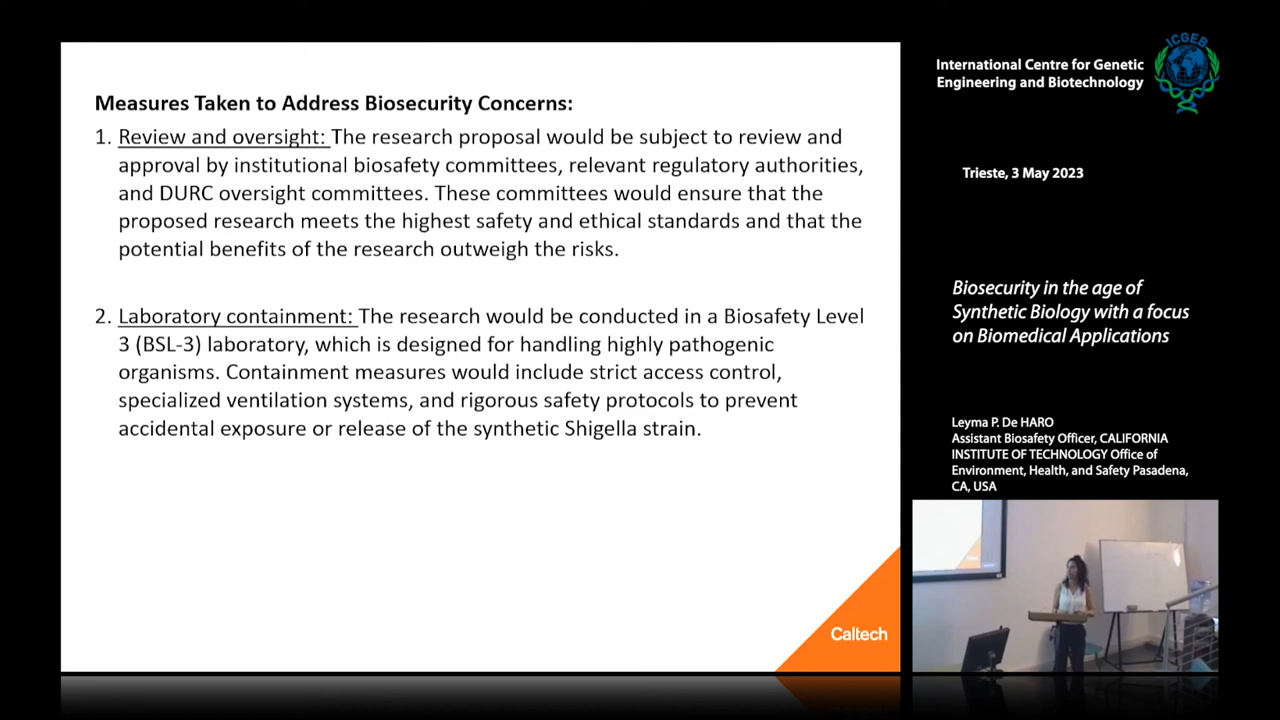 Measures Taken to Address Biosecurity Concerns:
1. Review and oversight: The research proposal would be subject to review and
approval by institutional biosafety committees, relevant regulatory authorities,
and DURC oversight committees. These committees would ensure that the
proposed research meets the highest safety and ethical standards and that the
potential benefits of the research outweigh the risks.
2. Laboratory containment: The research would be conducted in a Biosafety Level
3 (BSL-3) laboratory, which is designed for handling highly pathogenic
organisms. Containment measures would include strict access control,
specialized ventilation systems, and rigorous safety protocols to prevent
accidental exposure or release of the synthetic Shigella strain.
Caltech
International Centre for Genetic
Engineering and Biotechnology
ICGEB
Trieste, 3 May 2023
Biosecurity in the age of
Synthetic Biology with a focus
on Biomedical Applications
Leyma P. De HARO
Assistant Biosafety Officer, CALIFORNIA
INSTITUTE OF TECHNOLOGY Office of
Environment, Health, and Safety Pasadena,
CA, USA